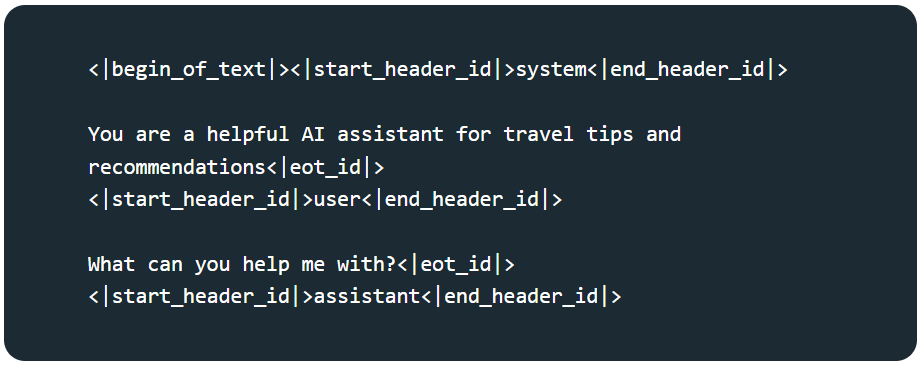 <|begin_of_text|><|start_header_id|>system<|end_header_id|>
You are a helpful AI assistant for travel tips and
recommendations<|eot_id|>
<|start_header_id|>user<|end_header_id|>
What can you help me with?<|eot_id|>
<|start_header_id|>assistant<|end_header_id|>